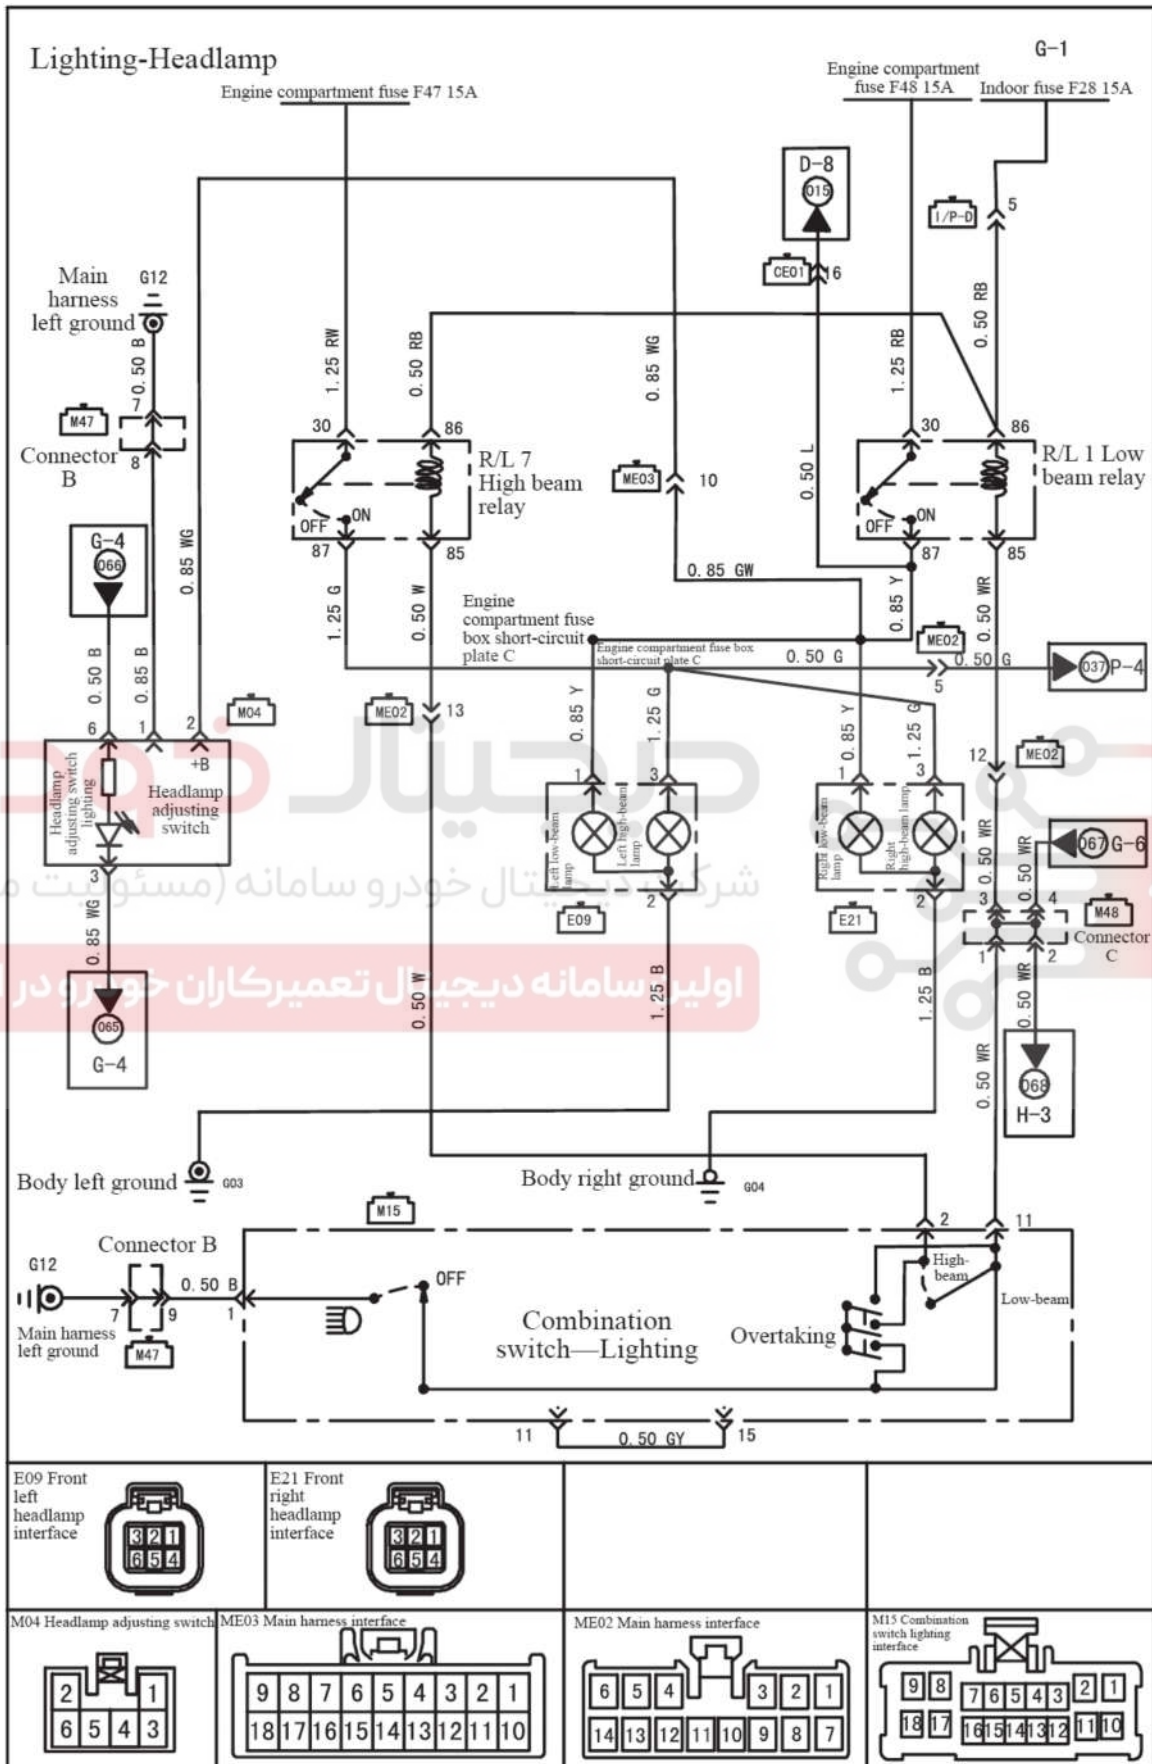 Lighting-Headlamp
G-1
Engine compartment fuse F47 15A
Engine compartment
fuse F48 15A
Indoor fuse F28 15A
D-8
015
I/P-D
5
CE01
16
Main
harness
left ground
G12
0.50 B
1.25 RW
0.50 RB
0.85 WG
1.25 RB
0.50 RB
7
M47
8
Connector
B
30
86
R/L 7
High beam
relay
OFF
ON
87
85
ME03
10
0.50 L
30
86
R/L 1 Low
beam relay
OFF
ON
87
85
G-4
066
0.85 WG
1.25 G
0.50 W
0.85 GW
0.85 Y
0.50 WR
Engine
compartment fuse
box short-circuit
plate C
Engine compartment fuse box
short-circuit plate C
0.50 G
ME02
5
0.50 G
037
P-4
0.50 B
0.85 B
M04
ME02
13
0.85 Y
1.25 G
0.85 Y
1.25 G
12
ME02
6
1
2
+B
Headlamp
adjusting switch
lighting
Headlamp
adjusting
switch
3
1
3
Left low-beam
lamp
Left high-beam
lamp
2
E09
1
3
Right low-beam
lamp
Right
high-beam lamp
2
E21
0.50 WR
0.50 WR
067
G-6
3
4
M48
1
2
Connector
C
دیجیتال خودرو
شرکت دیجیتال خودرو سامانه (مسئولیت م
اولین سامانه دیجیتال تعمیرکاران خودرو در ا
0.85 WG
065
G-4
0.50 W
1.25 B
1.25 B
0.50 WR
0.50 WR
068
H-3
Body left ground
G03
Body right ground
G04
M15
2
11
Connector B
G12
0.50 B
7
9
1
Main harness
left ground
M47
OFF
Combination
switch—Lighting
High-
beam
Low-beam
Overtaking
11
0.50 GY
15
E09 Front
left
headlamp
interface
3 2 1
6 5 4
E21 Front
right
headlamp
interface
3 2 1
6 5 4
M04 Headlamp adjusting switch
2 1
6 5 4 3
ME03 Main harness interface
9 8 7 6 5 4 3 2 1
18 17 16 15 14 13 12 11 10
ME02 Main harness interface
6 5 4 3 2 1
14 13 12 11 10 9 8 7
M15 Combination
switch lighting
interface
9 8 7 6 5 4 3 2 1
18 17 16 15 14 13 12 11 10